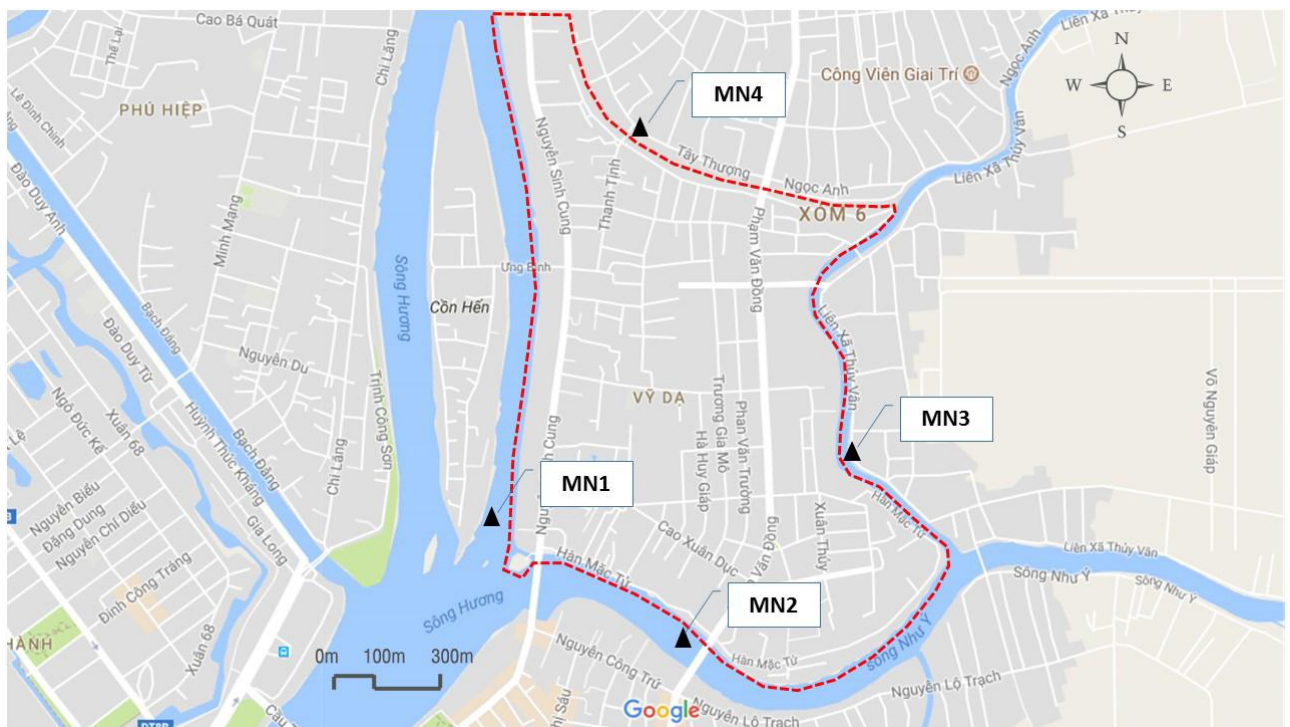 Cao Bá Quát
Thế Lại
Lê Đình Chinh
PHÚ HIỆP
Chi Lăng
Đào Duy Anh
Minh Mạng
Bạch Đằng
Đào Duy Từ
Nguyễn Du
Sông Hương
Cồn Hến
Ưng Bình
Nguyễn Sinh Cung
Thanh Tịnh
MN4
Tây Thượng
Ngọc Anh
XÓM 6
Công Viên Giai Trí
Liên Xã Thủy Vân
Ngọc Anh
Liên Xã Thủy Vân
N
W
E
S
Phạm Văn Đồng
Liên Xã Thủy Vân
VỸ DẠ
Trương Gia Mô
Hà Huy Giáp
Phan Văn Trường
MN3
Võ Nguyên Giáp
Ngô Đức Kế
Xuân 68
Huỳnh Thúc Kháng
Bạch Đằng
Trịnh Công Sơn
Chi Lăng
Nguyễn Biểu
Đặng Dung
Nguyễn Chí Diểu
Gia Long
MN1
Hàn Mặc Tử
Cao Xuân Dục
Xuân Thủy
Hàn Mặc Tử
Liên Xã Thủy Vân
Sông Như Ý
Sông Như Ý
Đinh Công Tráng
Xuân 68
THÀNH
Sông Hương
MN2
Hàn Mặc Tử
sông Như Ý
Nguyễn Công Trứ
Nguyễn Lộ Trạch
0m 100m 300m
Google
Nguyễn Lộ Trạch